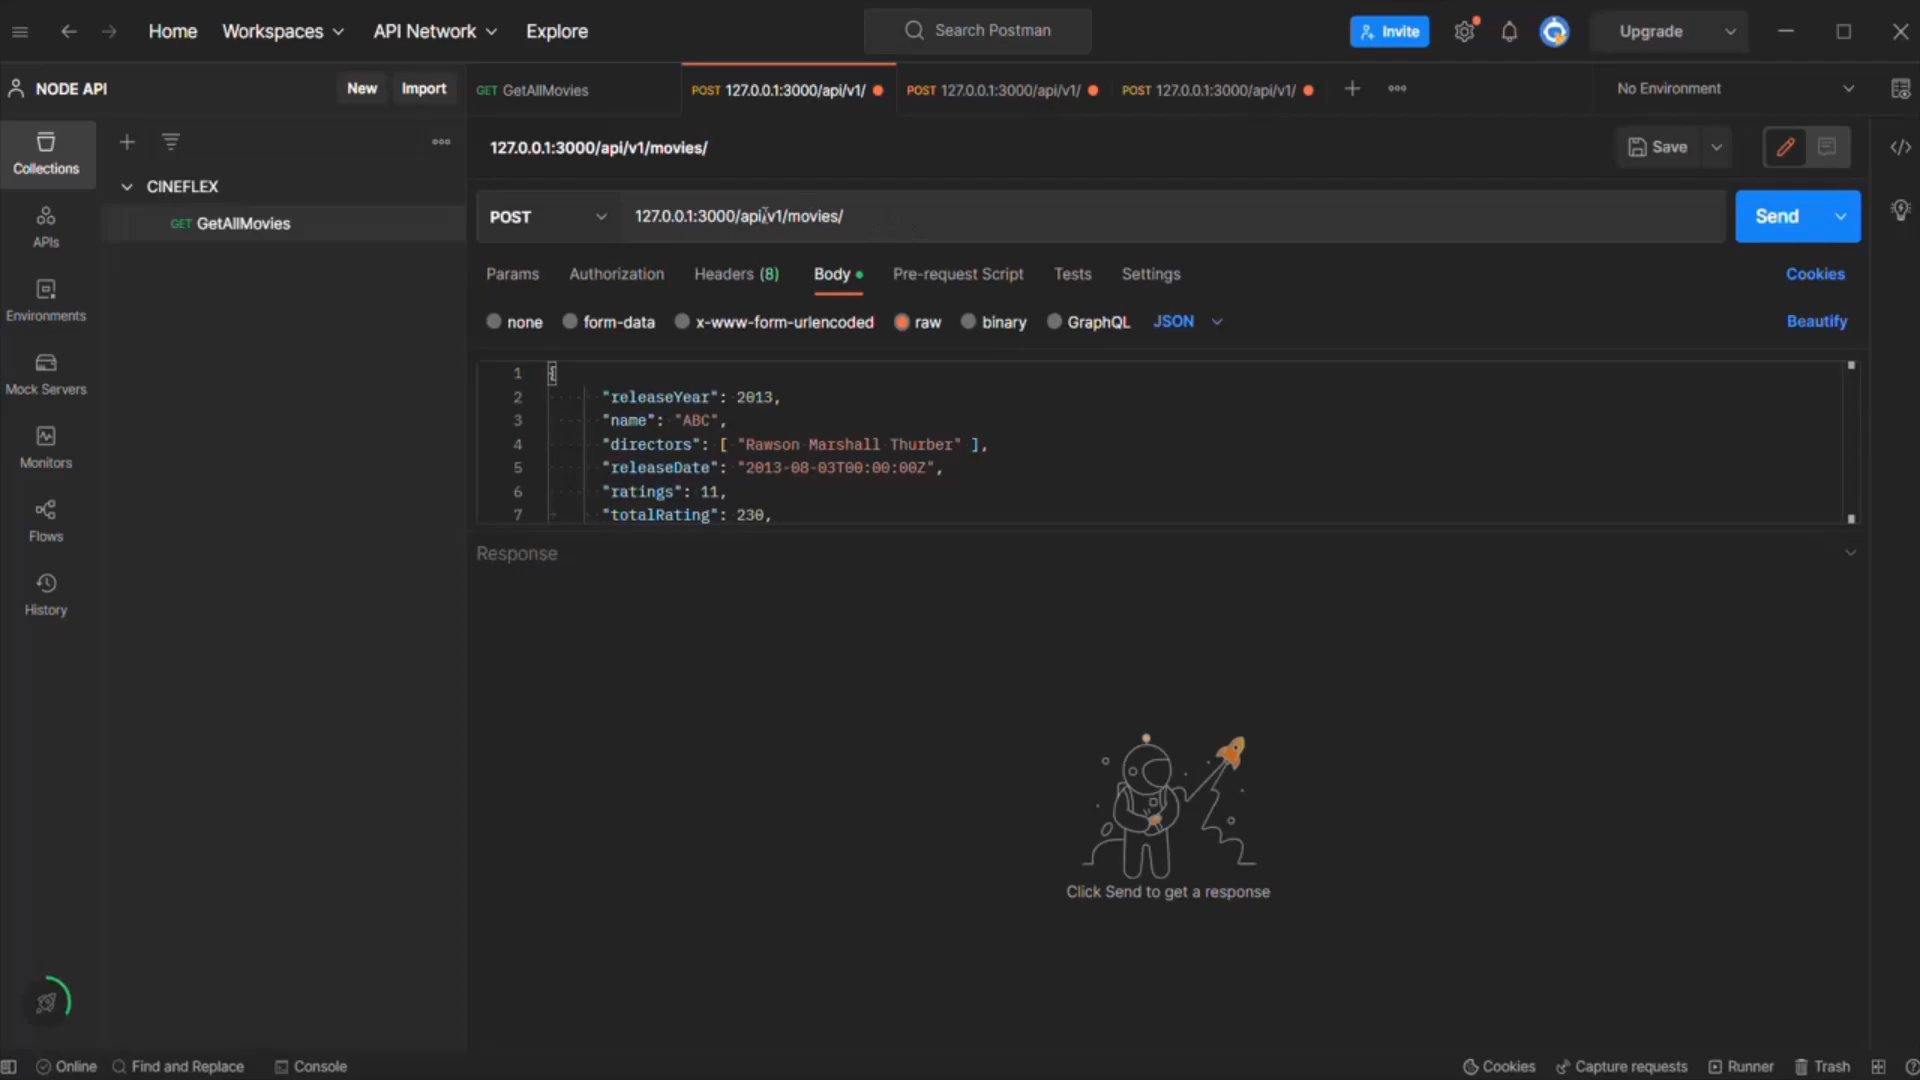 Home Workspaces API Network Explore Search Postman Invite Upgrade
NODE API New Import GET GetAllMovies POST 127.0.0.1:3000/api/v1/ POST 127.0.0.1:3000/api/v1/ POST 127.0.0.1:3000/api/v1/ No Environment
127.0.0.1:3000/api/v1/movies/ Save
Collections
CINEFLEX
GET GetAllMovies
APIs
Environments
Mock Servers
Monitors
Flows
History
POST 127.0.0.1:3000/api/v1/movies/ Send
Params Authorization Headers (8) Body Pre-request Script Tests Settings Cookies
none form-data x-www-form-urlencoded raw binary GraphQL JSON Beautify
1 {
2 "releaseYear": 2013,
3 "name": "ABC",
4 "directors": [ "Rawson Marshall Thurber" ],
5 "releaseDate": "2013-08-03T00:00:00Z",
6 "ratings": 11,
7 "totalRating": 230,
Response
Click Send to get a response
Online Find and Replace Console Cookies Capture requests Runner Trash